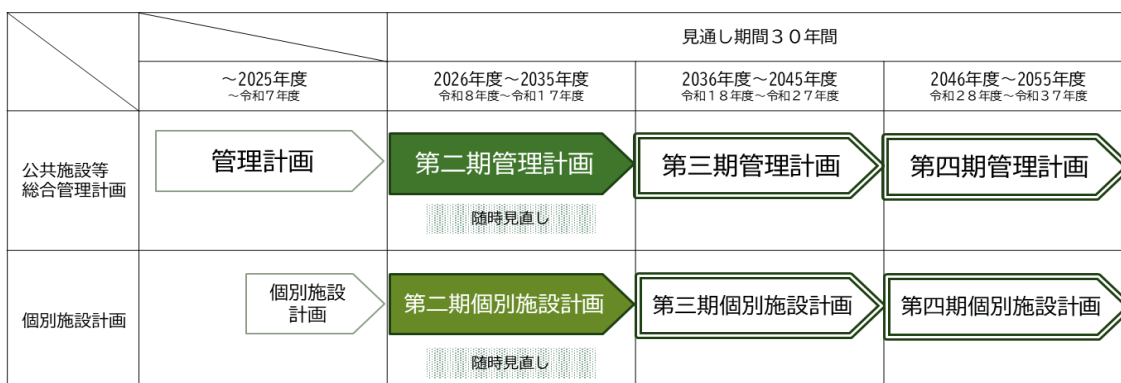 見通し期間３０年間
～2025年度
～令和７年度
2026年度～2035年度
令和８年度～令和１７年度
2036年度～2045年度
令和１８年度～令和２７年度
2046年度～2055年度
令和２８年度～令和３７年度
公共施設等
総合管理計画
管理計画
第二期管理計画
第三期管理計画
第四期管理計画
随時見直し
個別施設計画
個別施設
計画
第二期個別施設計画
第三期個別施設計画
第四期個別施設計画
随時見直し